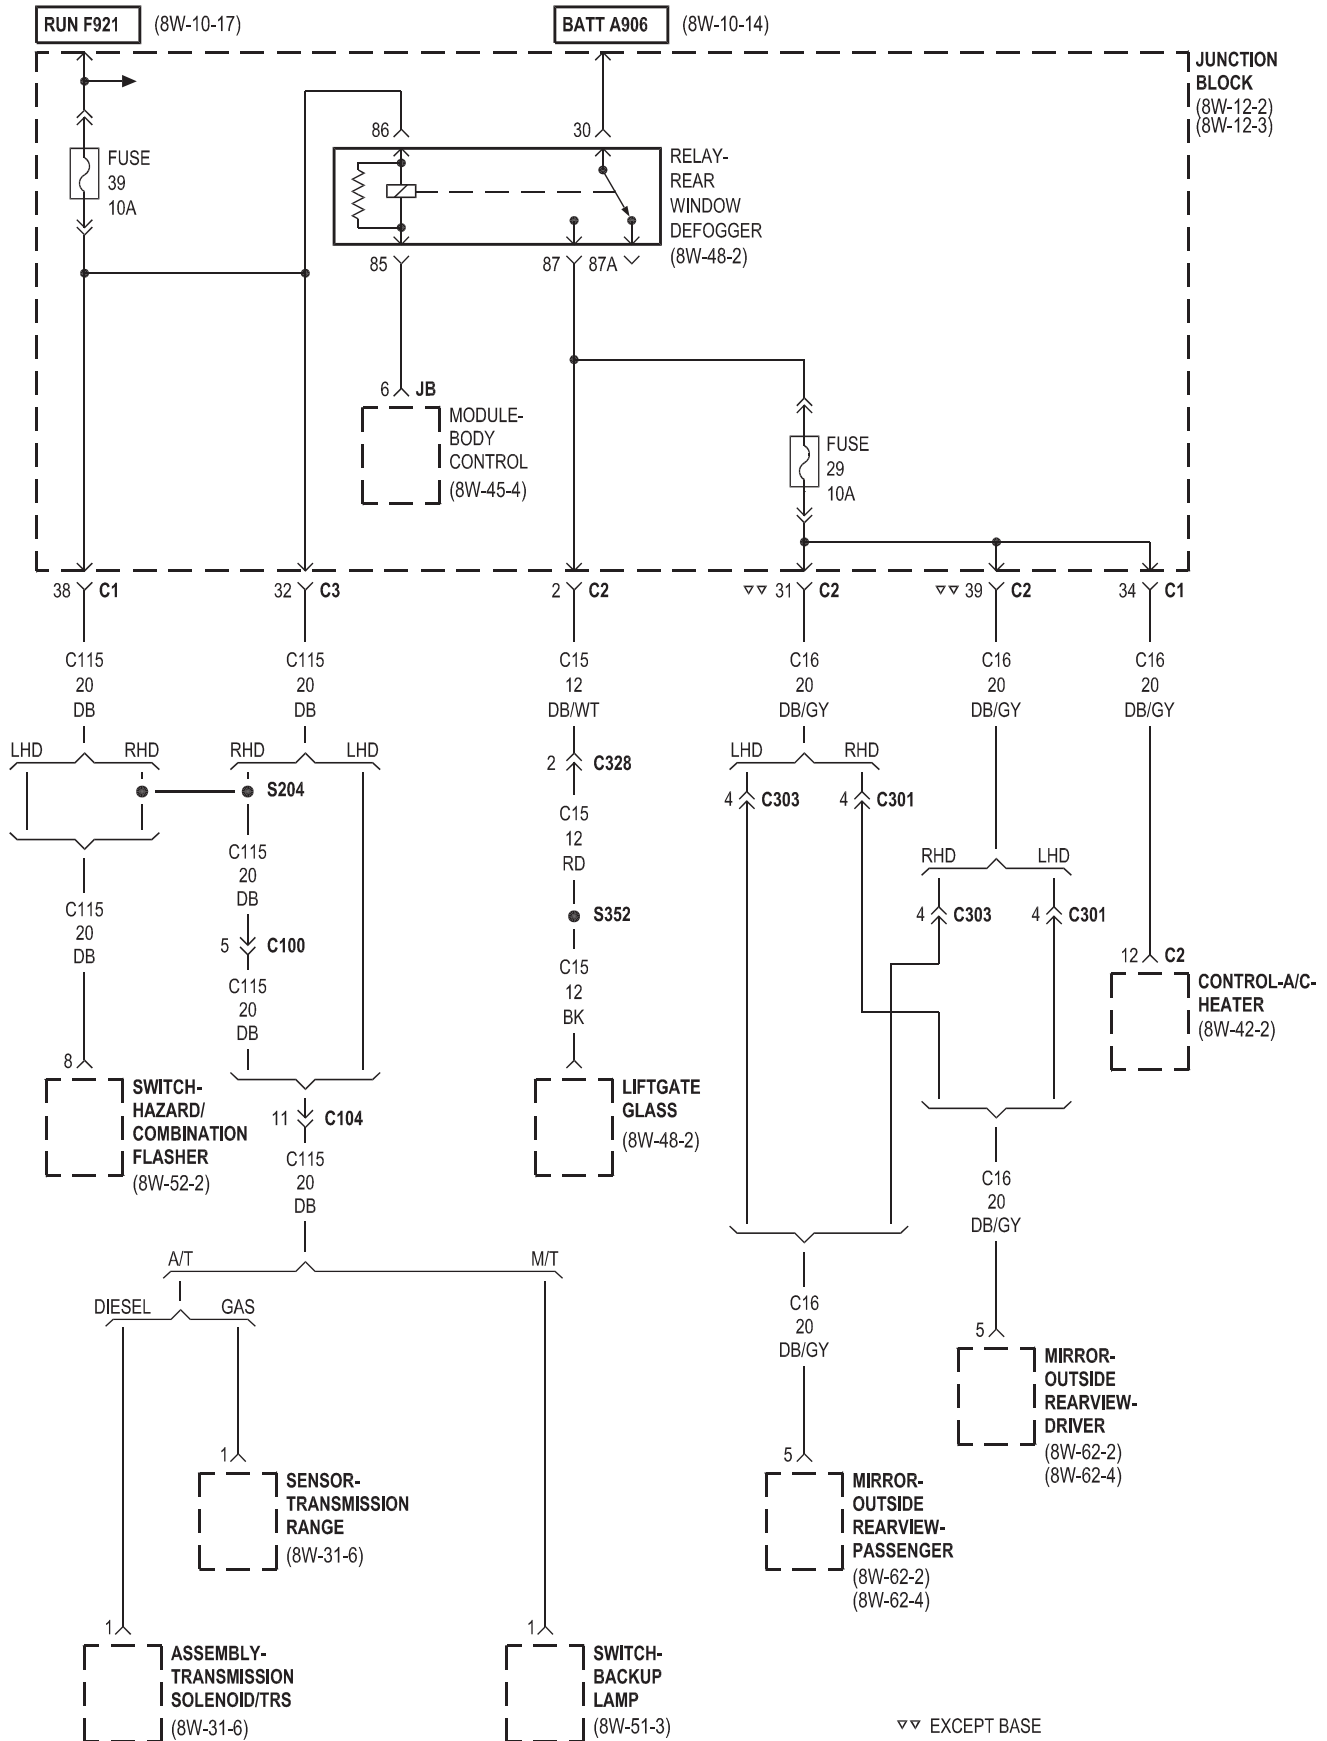 RUN F921 (8W-10-17)
BATT A906 (8W-10-14)
JUNCTION
BLOCK
(8W-12-2)
(8W-12-3)
86
30
FUSE
39
10A
RELAY-
REAR
WINDOW
DEFOGGER
(8W-48-2)
85
87
87A
6 JB
MODULE-
BODY
CONTROL
(8W-45-4)
FUSE
29
10A
38 C1
32 C3
2 C2
▽▽ 31 C2
▽▽ 39 C2
34 C1
C115
20
DB
C115
20
DB
C15
12
DB/WT
C16
20
DB/GY
C16
20
DB/GY
C16
20
DB/GY
LHD
RHD
RHD
LHD
S204
2 C328
LHD
RHD
4 C303
4 C301
C15
12
RD
C115
20
DB
RHD
LHD
C115
20
DB
S352
4 C303
4 C301
5 C100
C15
12
BK
12 C2
CONTROL-A/C-
HEATER
(8W-42-2)
C115
20
DB
8
SWITCH-
HAZARD/
COMBINATION
FLASHER
(8W-52-2)
11 C104
LIFTGATE
GLASS
(8W-48-2)
C115
20
DB
C16
20
DB/GY
A/T
M/T
DIESEL
GAS
C16
20
DB/GY
5
MIRROR-
OUTSIDE
REARVIEW-
DRIVER
(8W-62-2)
(8W-62-4)
1
SENSOR-
TRANSMISSION
RANGE
(8W-31-6)
5
MIRROR-
OUTSIDE
REARVIEW-
PASSENGER
(8W-62-2)
(8W-62-4)
1
ASSEMBLY-
TRANSMISSION
SOLENOID/TRS
(8W-31-6)
1
SWITCH-
BACKUP
LAMP
(8W-51-3)
▽▽ EXCEPT BASE